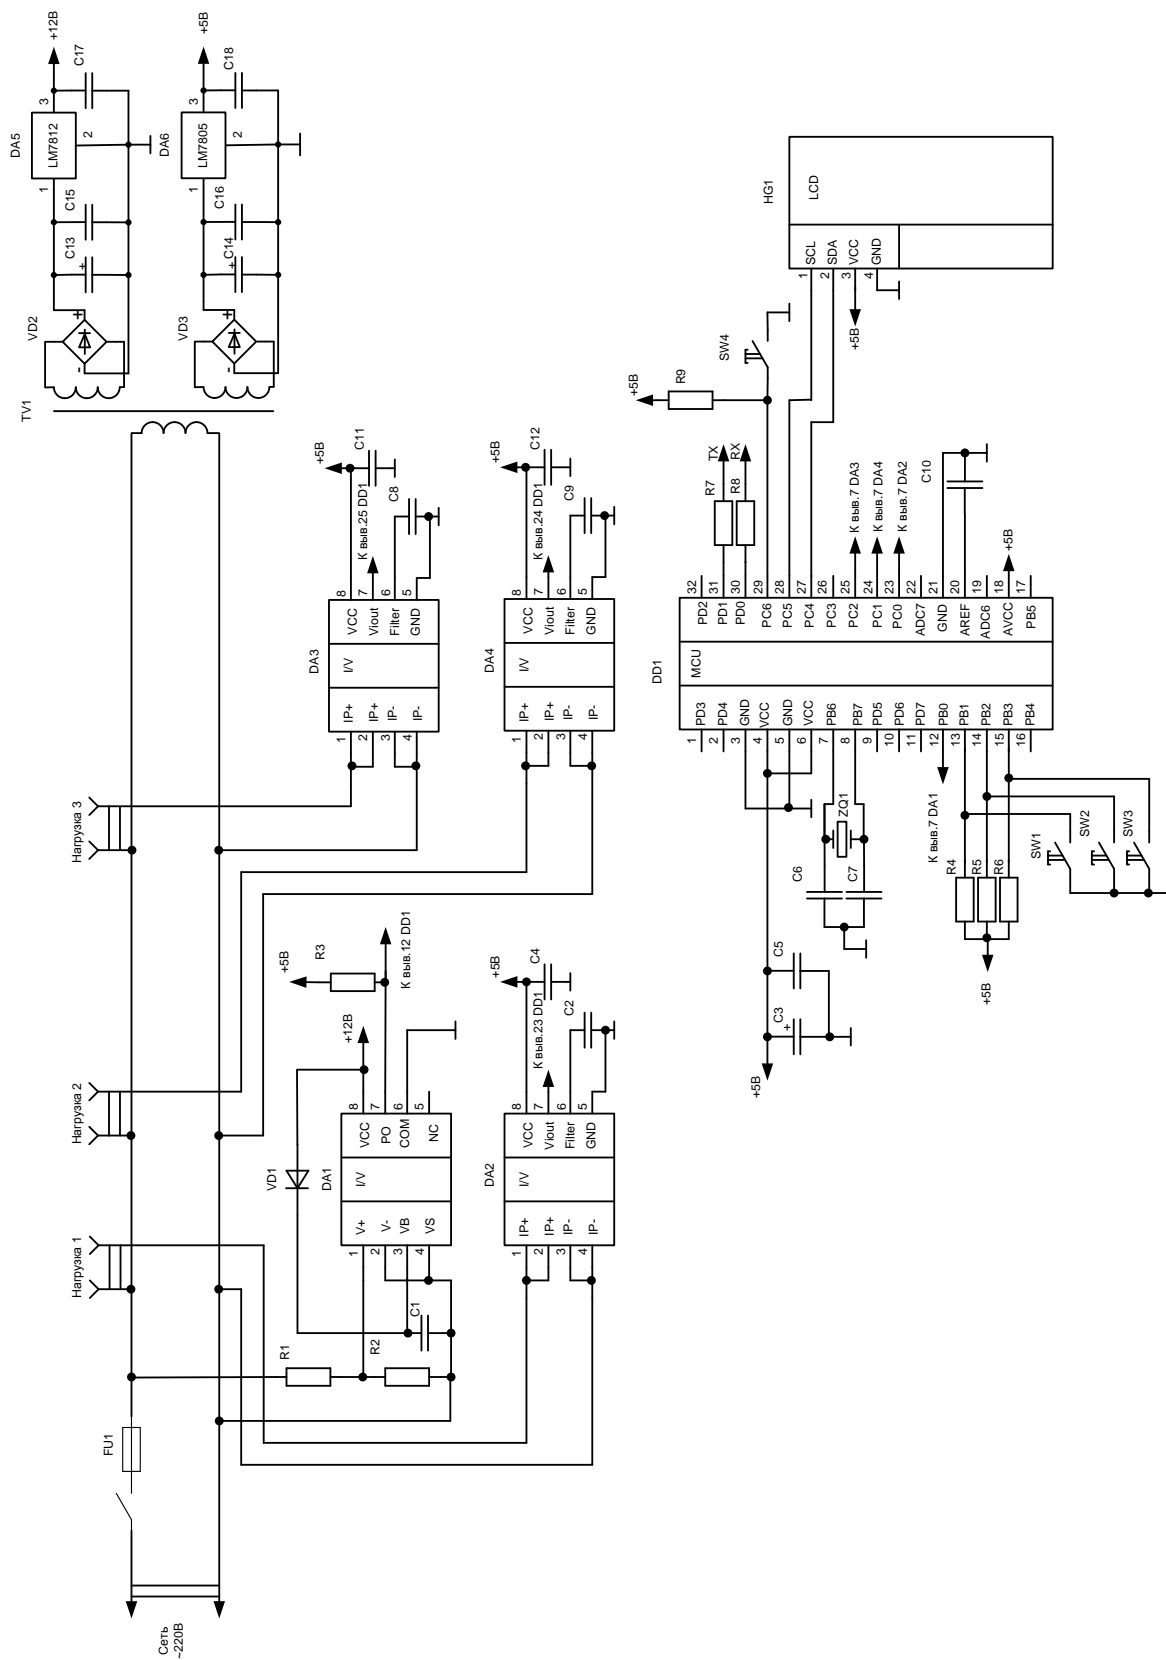 Сеть
~220В
FU1
Нагрузка 1
Нагрузка 2
Нагрузка 3
TV1
VD2
+
-
C13
+
C15
DA5
LM7812
1
2
3
C17
+12В
VD3
+
-
C14
+
C16
DA6
LM7805
1
2
3
C18
+5В
R1
R2
C1
VD1
DA1
I/V
1
2
3
4
V+
V-
VB
VS
VCC
PO
COM
NC
8
7
6
5
+12В
R3
+5В
К выв.12 DD1
DA3
I/V
1
2
3
4
IP+
IP+
IP-
IP-
VCC
Viout
Filter
GND
8
7
6
5
К выв.25 DD1
C8
C11
+5В
DA2
I/V
1
2
3
4
IP+
IP+
IP-
IP-
VCC
Viout
Filter
GND
8
7
6
5
К выв.23 DD1
C2
C4
+5В
DA4
I/V
1
2
3
4
IP+
IP+
IP-
IP-
VCC
Viout
Filter
GND
8
7
6
5
К выв.24 DD1
C9
C12
+5В
+5В
C3
+
C5
C6
C7
ZQ1
К выв.7 DA1
R4
R5
R6
+5В
SW1
SW2
SW3
DD1
MCU
1 PD3
2 PD4
3 GND
4 VCC
5 GND
6 VCC
7 PB6
8 PB7
9 PD5
10 PD6
11 PD7
12 PB0
13 PB1
14 PB2
15 PB3
16 PB4
PD2 32
PD1 31
PD0 30
PC6 29
PC5 28
PC4 27
PC3 26
PC2 25
PC1 24
PC0 23
ADC7 22
GND 21
AREF 20
ADC6 19
AVCC 18
PB5 17
R7
TX
R8
RX
R9
+5В
SW4
К выв.7 DA3
К выв.7 DA4
К выв.7 DA2
C10
+5В
HG1
LCD
1 SCL
2 SDA
3 VCC
4 GND
+5В